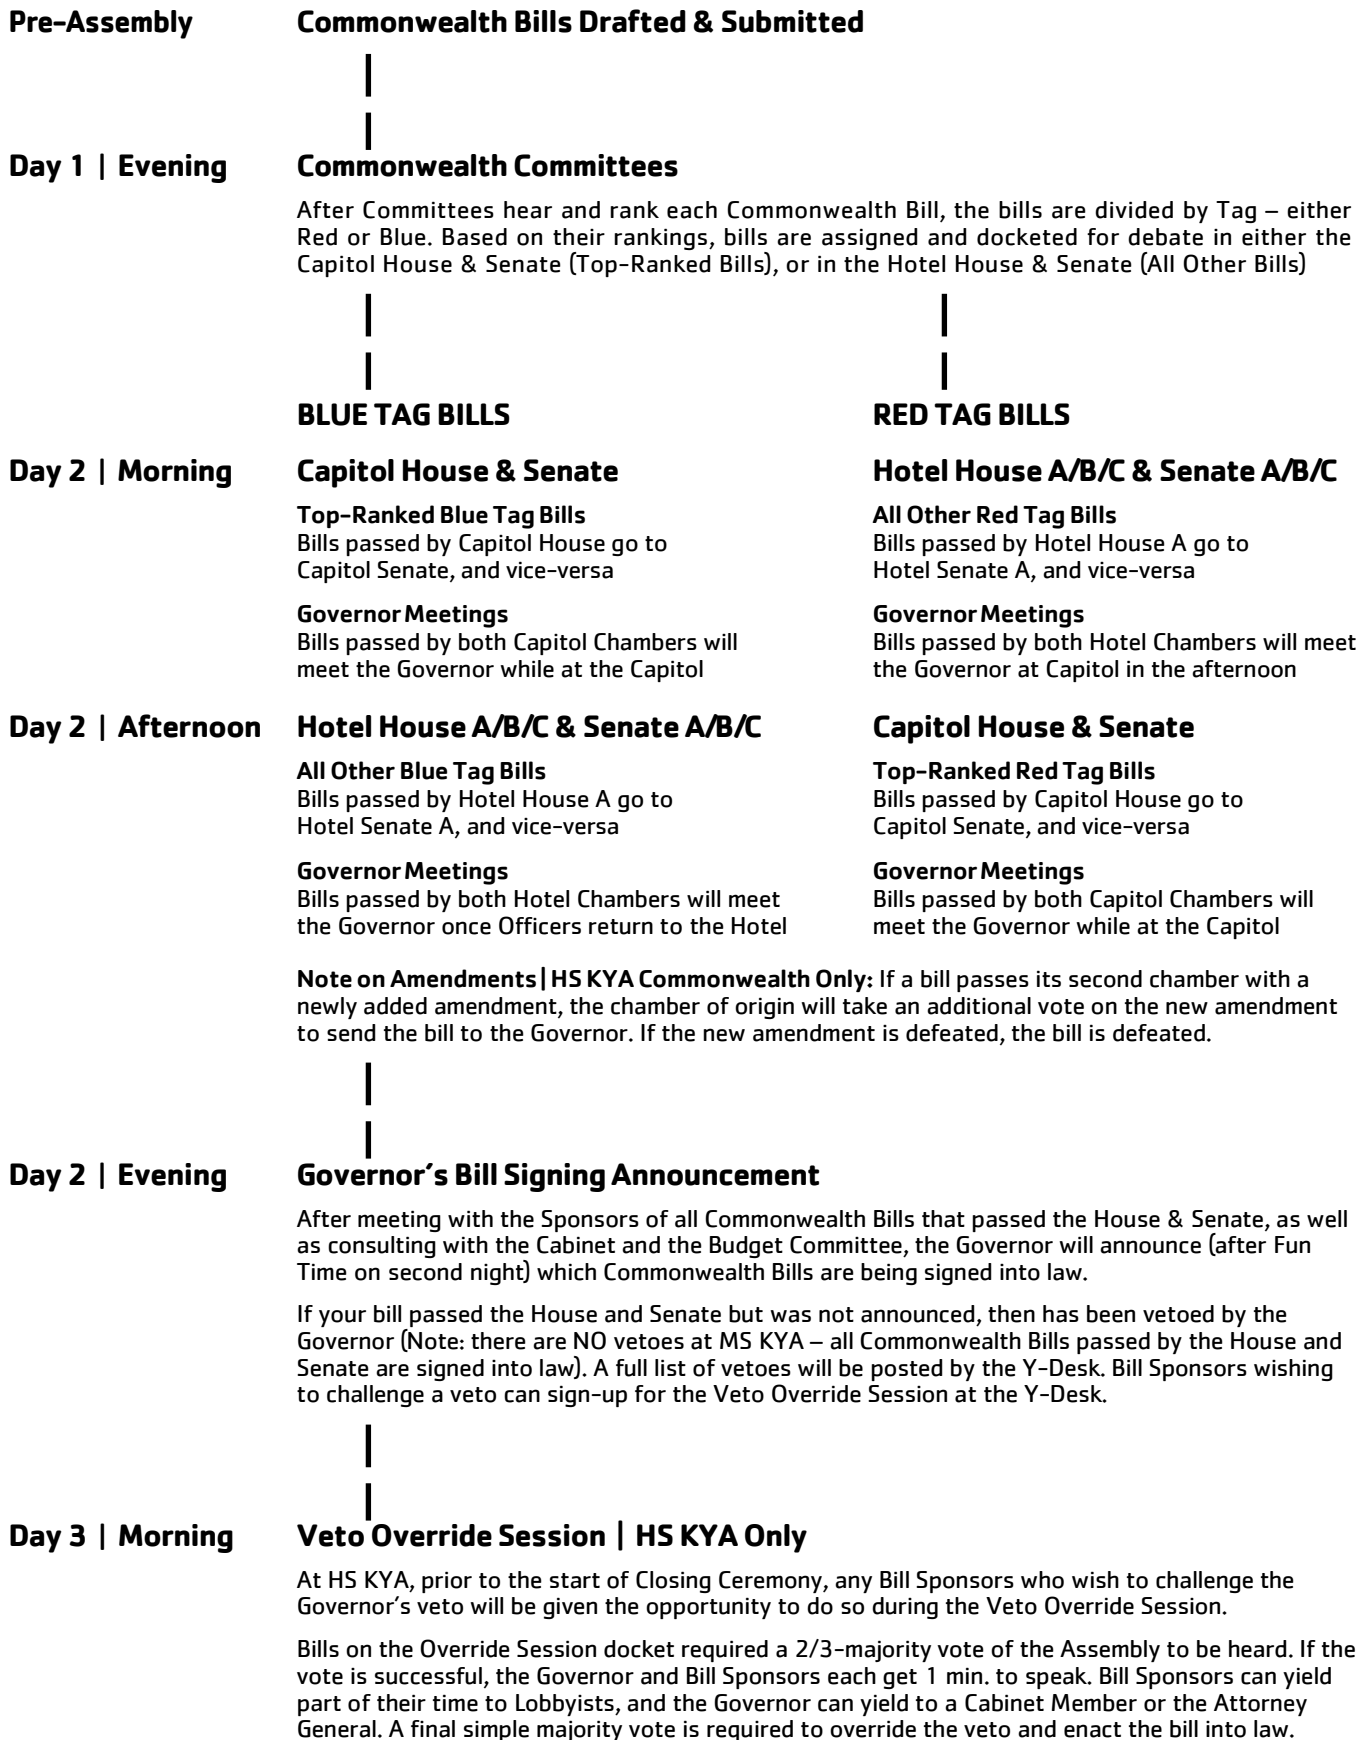 Pre-Assembly
Commonwealth Bills Drafted & Submitted
Day 1 | Evening
Commonwealth Committees
After Committees hear and rank each Commonwealth Bill, the bills are divided by Tag – either
Red or Blue. Based on their rankings, bills are assigned and docketed for debate in either the
Capitol House & Senate (Top-Ranked Bills), or in the Hotel House & Senate (All Other Bills)
BLUE TAG BILLS
RED TAG BILLS
Day 2 | Morning
Capitol House & Senate
Top-Ranked Blue Tag Bills
Bills passed by Capitol House go to
Capitol Senate, and vice-versa
Governor Meetings
Bills passed by both Capitol Chambers will
meet the Governor while at the Capitol
Hotel House A/B/C & Senate A/B/C
All Other Red Tag Bills
Bills passed by Hotel House A go to
Hotel Senate A, and vice-versa
Governor Meetings
Bills passed by both Hotel Chambers will meet
the Governor at Capitol in the afternoon
Day 2 | Afternoon
Hotel House A/B/C & Senate A/B/C
All Other Blue Tag Bills
Bills passed by Hotel House A go to
Hotel Senate A, and vice-versa
Governor Meetings
Bills passed by both Hotel Chambers will meet
the Governor once Officers return to the Hotel
Capitol House & Senate
Top-Ranked Red Tag Bills
Bills passed by Capitol House go to
Capitol Senate, and vice-versa
Governor Meetings
Bills passed by both Capitol Chambers will
meet the Governor while at the Capitol
Note on Amendments | HS KYA Commonwealth Only: If a bill passes its second chamber with a
newly added amendment, the chamber of origin will take an additional vote on the new amendment
to send the bill to the Governor. If the new amendment is defeated, the bill is defeated.
Day 2 | Evening
Governor's Bill Signing Announcement
After meeting with the Sponsors of all Commonwealth Bills that passed the House & Senate, as well
as consulting with the Cabinet and the Budget Committee, the Governor will announce (after Fun
Time on second night) which Commonwealth Bills are being signed into law.
If your bill passed the House and Senate but was not announced, then has been vetoed by the
Governor (Note: there are NO vetoes at MS KYA – all Commonwealth Bills passed by the House and
Senate are signed into law). A full list of vetoes will be posted by the Y-Desk. Bill Sponsors wishing
to challenge a veto can sign-up for the Veto Override Session at the Y-Desk.
Day 3 | Morning
Veto Override Session | HS KYA Only
At HS KYA, prior to the start of Closing Ceremony, any Bill Sponsors who wish to challenge the
Governor's veto will be given the opportunity to do so during the Veto Override Session.
Bills on the Override Session docket required a 2/3-majority vote of the Assembly to be heard. If the
vote is successful, the Governor and Bill Sponsors each get 1 min. to speak. Bill Sponsors can yield
part of their time to Lobbyists, and the Governor can yield to a Cabinet Member or the Attorney
General. A final simple majority vote is required to override the veto and enact the bill into law.